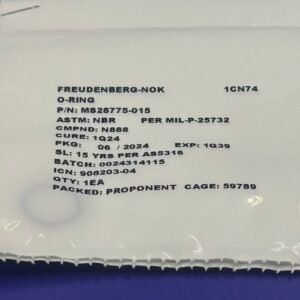 FREUDENBERG-NOK 1CN74
O-RING
P/N: MS28775-015
ASTM: NBR PER MIL-P-25732
CMPND: N888
CURE: 1Q24
PKG: 06 / 2024 EXP: 1Q39
SL: 15 YRS PER AS5316
BATCH: 0024314115
ICN: 908203-04
QTY: 1EA
PACKED: PROPONENT CAGE: 59789